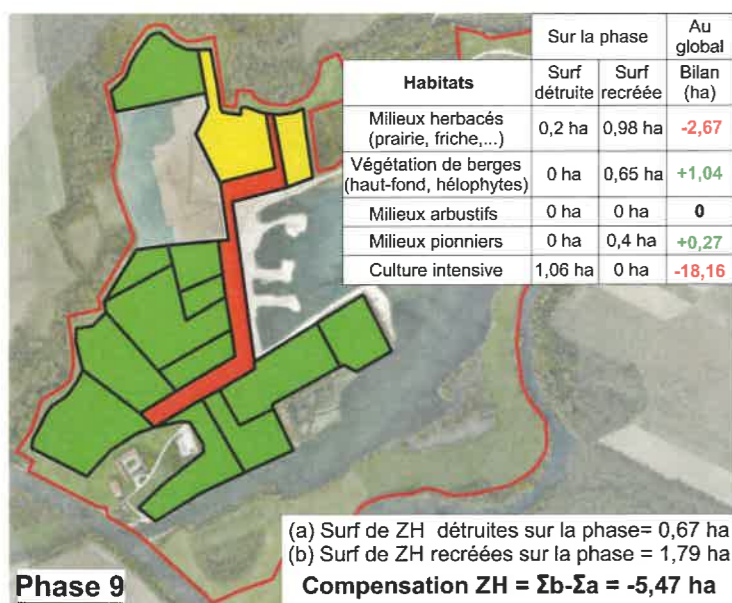 Sur la phase
Au global
Habitats
Surf détruite
Surf recréée
Bilan (ha)
Milieux herbacés (prairie, friche,...)
0,2 ha
0,98 ha
-2,67
Végétation de berges (haut-fond, hélophytes)
0 ha
0,65 ha
+1,04
Milieux arbustifs
0 ha
0 ha
0
Milieux pionniers
0 ha
0,4 ha
+0,27
Culture intensive
1,06 ha
0 ha
-18,16
(a) Surf de ZH détruites sur la phase= 0,67 ha
(b) Surf de ZH recréées sur la phase = 1,79 ha
Phase 9
Compensation ZH = Σb-Σa = -5,47 ha